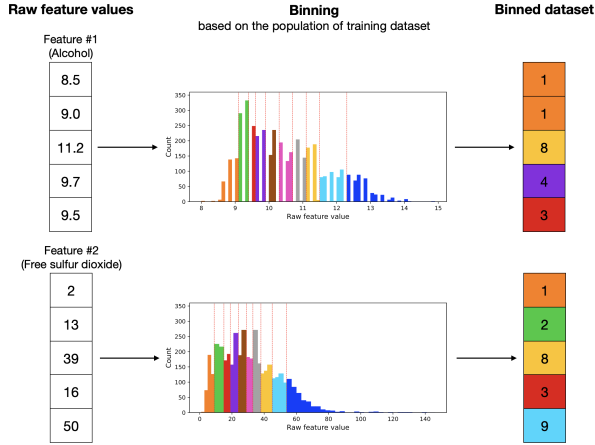 Raw feature values
Binning
based on the population of training dataset
Binned dataset
Feature #1
(Alcohol)
8.5
9.0
11.2
9.7
9.5
350
300
250
200
150
100
50
0
Count
8 9 10 11 12 13 14 15
Raw feature value
1
1
8
4
3
Feature #2
(Free sulfur dioxide)
2
13
39
16
50
350
300
250
200
150
100
50
0
Count
0 20 40 60 80 100 120 140
Raw feature value
1
2
8
3
9